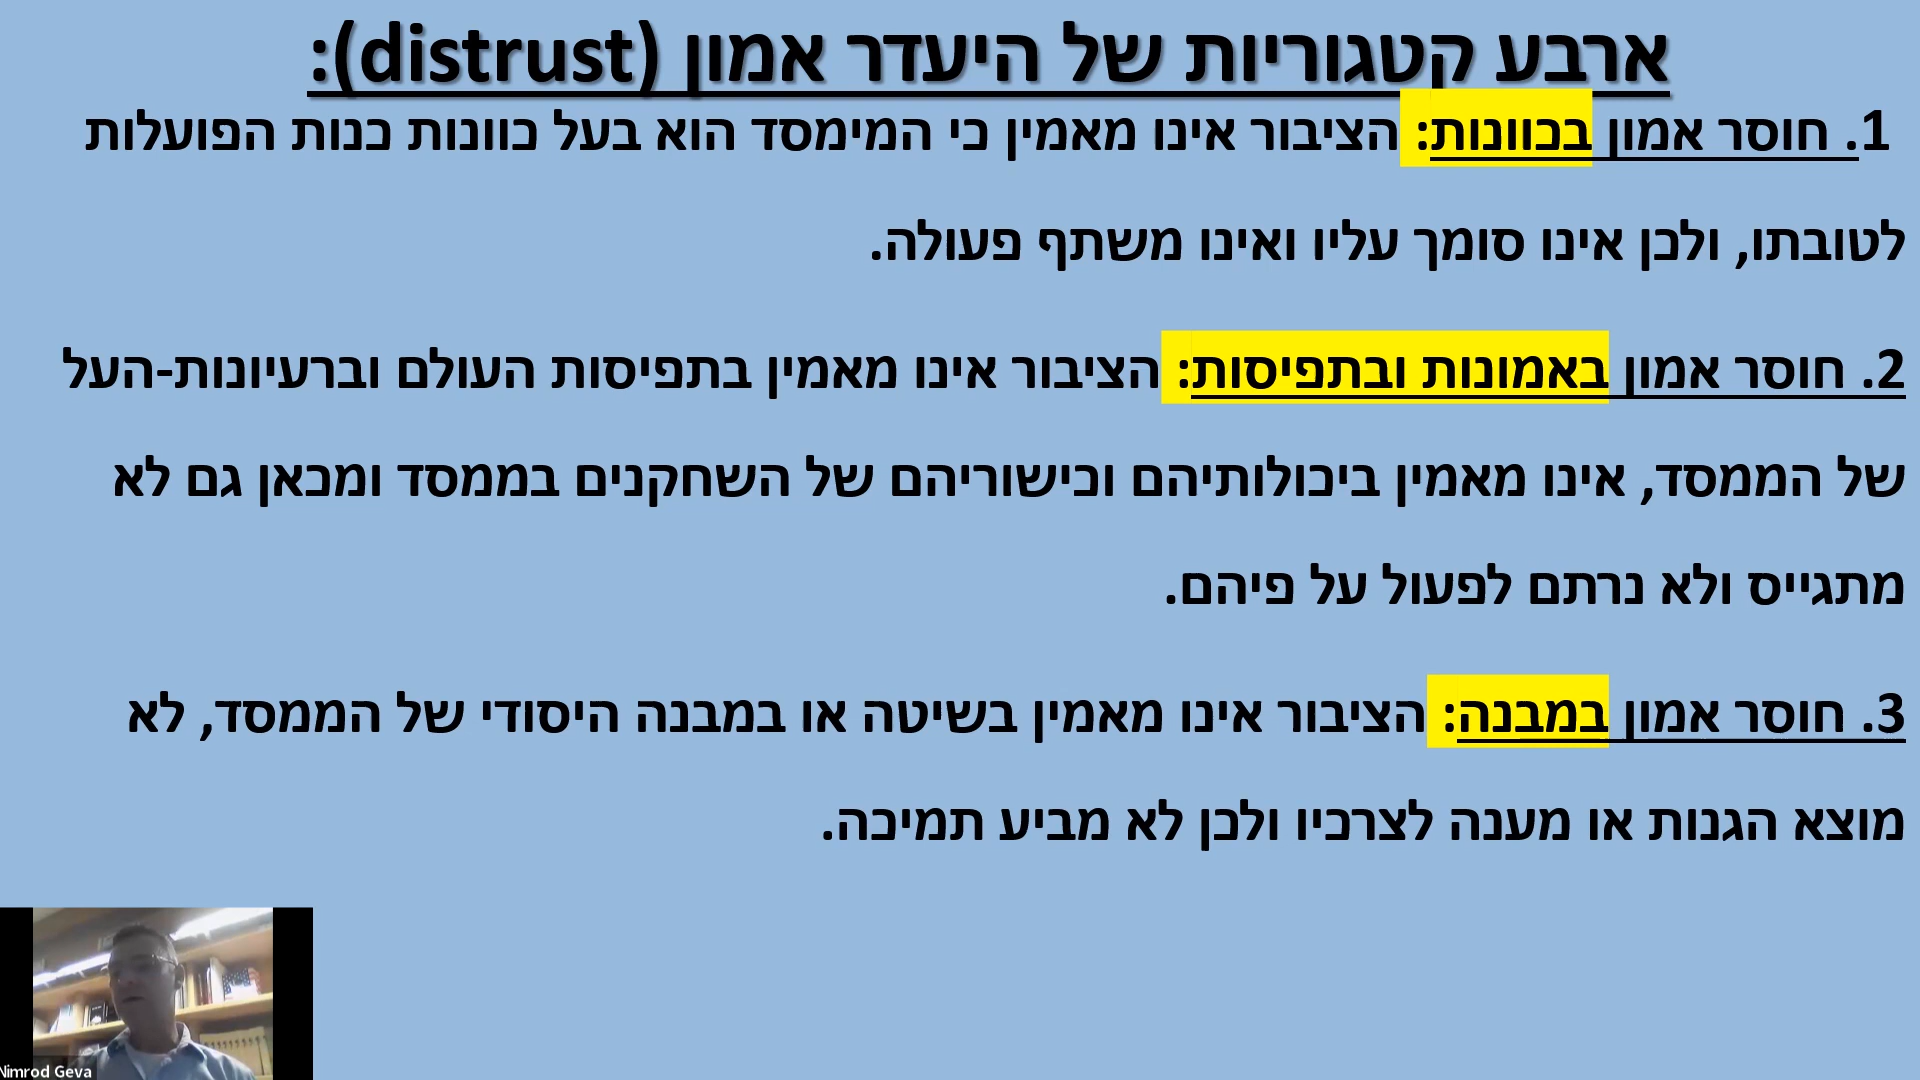 ארבע קטגוריות של היעדר אמון (distrust):
1. חוסר אמון בכוונות: הציבור אינו מאמין כי המימסד הוא בעל כוונות כנות הפועלות
לטובתו, ולכן אינו סומך עליו ואינו משתף פעולה.
2. חוסר אמון באמונות ובתפיסות: הציבור אינו מאמין בתפיסות העולם וברעיונות-העל
של הממסד, אינו מאמין ביכולותיהם וכישוריהם של השחקנים בממסד ומכאן גם לא
מתגייס ולא נרתם לפעול על פיהם.
3. חוסר אמון במבנה: הציבור אינו מאמין בשיטה או במבנה היסודי של הממסד, לא
מוצא הגנות או מענה לצרכיו ולכן לא מביע תמיכה.
Nimrod Geva